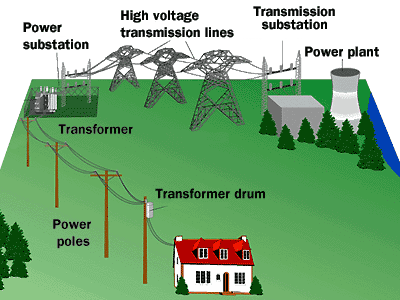 High voltage
transmission lines
Transmission
substation
Power
substation
Power plant
Transformer
Transformer drum
Power
poles